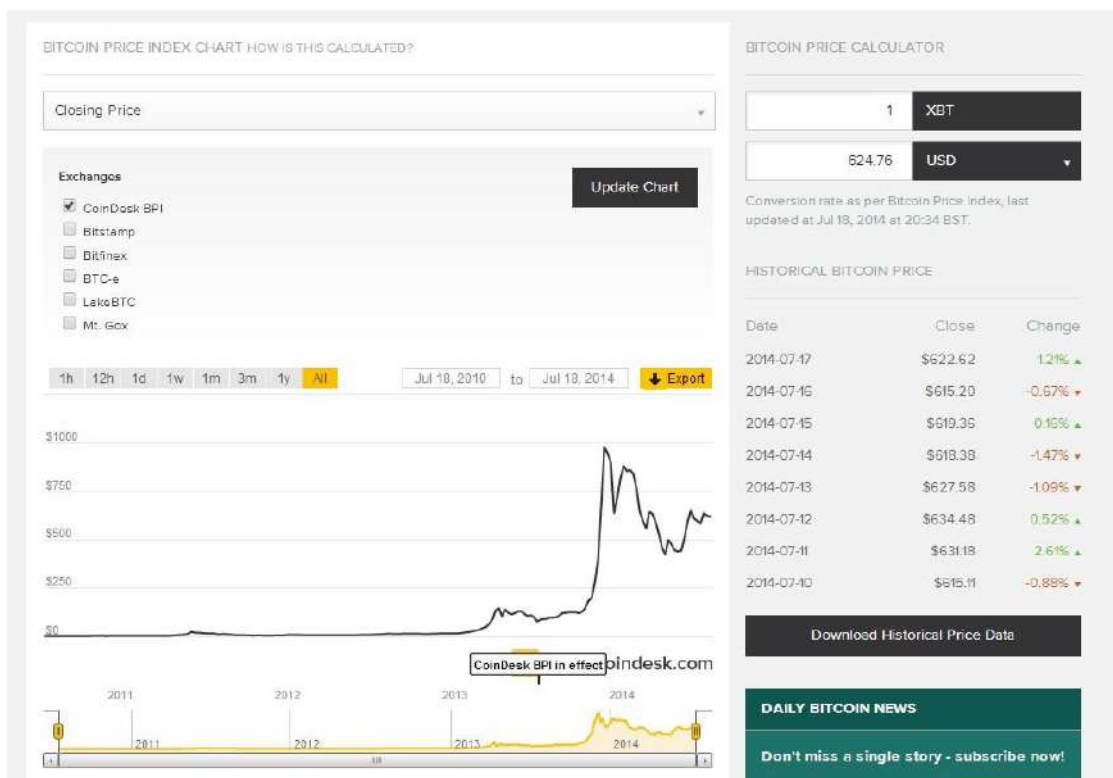 BITCOIN PRICE INDEX CHART HOW IS THIS CALCULATED?
Closing Price
Exchanges
Update Chart
CoinDesk BPI
Bitstamp
Bitfinex
BTC-e
LakeBTC
Mt. Gox
1h 12h 1d 1w 1m 3m 1y All
Jul 18, 2010 to Jul 18, 2014 Export
$1000
$750
$500
$250
$0
CoinDesk BPI in effect oindesk.com
2011 2012 2013 2014
2011 2012 2013 2014
BITCOIN PRICE CALCULATOR
1 XBT
624.76 USD
Conversion rate as per Bitcoin Price Index, last
updated at Jul 18, 2014 at 20:34 BST.
HISTORICAL BITCOIN PRICE
Date Close Change
2014-07-17 $622.62 1.21%
2014-07-16 $615.20 -0.67%
2014-07-15 $619.36 0.16%
2014-07-14 $618.38 -1.47%
2014-07-13 $627.58 -1.09%
2014-07-12 $634.48 0.52%
2014-07-11 $631.18 2.61%
2014-07-10 $615.11 -0.88%
Download Historical Price Data
DAILY BITCOIN NEWS
Don't miss a single story - subscribe now!